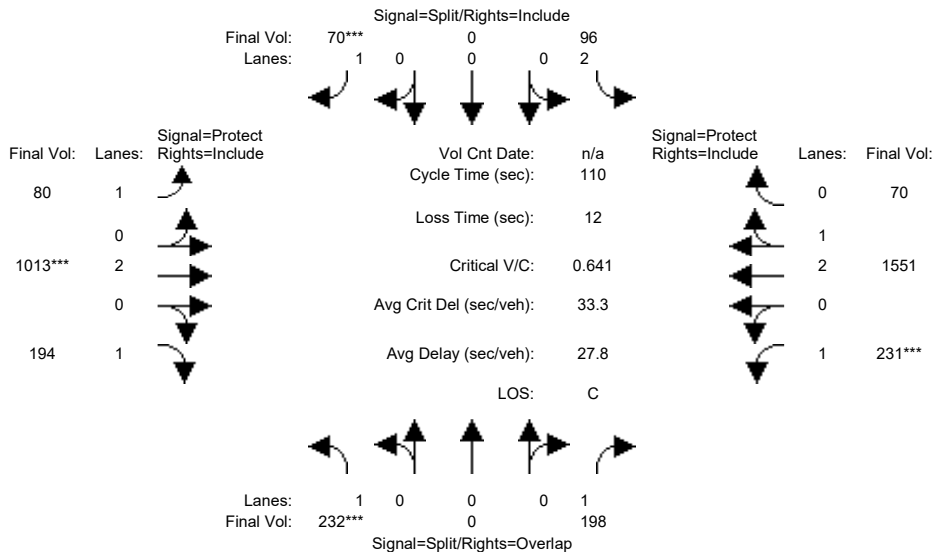 Signal=Split/Rights=Include
Final Vol: 70*** 0 96
Lanes: 1 0 0 0 2
Signal=Protect
Final Vol: Lanes: Rights=Include
Vol Cnt Date: n/a
Signal=Protect
Rights=Include Lanes: Final Vol:
Cycle Time (sec): 110
80 1
0 70
Loss Time (sec): 12
0
1
1013*** 2
Critical V/C: 0.641
2 1551
0
Avg Crit Del (sec/veh): 33.3
0
194 1
Avg Delay (sec/veh): 27.8
1 231***
LOS: C
Lanes: 1 0 0 0 1
Final Vol: 232*** 0 198
Signal=Split/Rights=Overlap